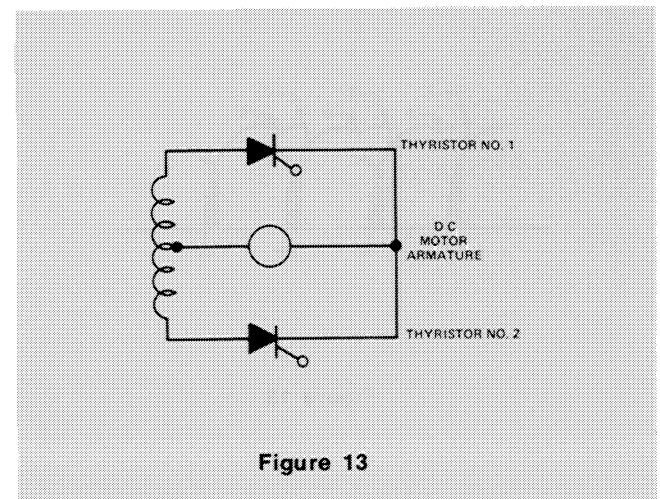 THYRISTOR NO. 1
D C
MOTOR
ARMATURE
THYRISTOR NO. 2
Figure 13